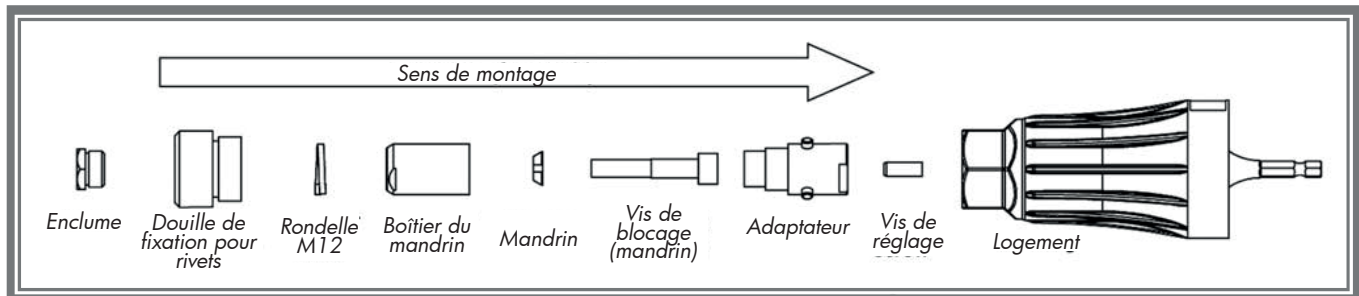 Sens de montage
Enclume
Douille de
fixation pour
rivets
Rondelle
M12
Boîtier du
mandrin
Mandrin
Vis de
blocage
(mandrin)
Adaptateur
Vis de
réglage
Logement